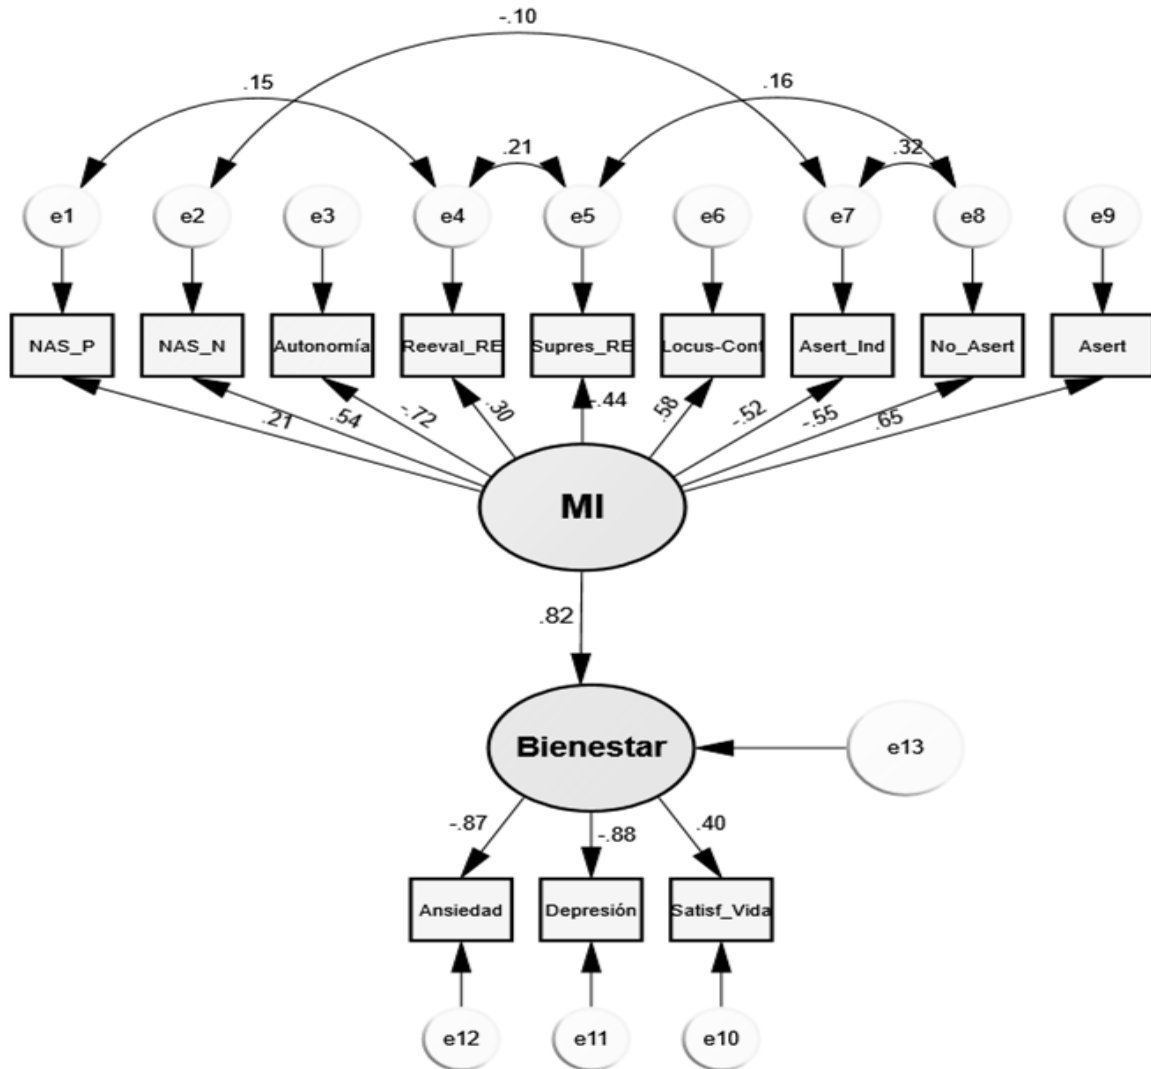 -.10
.15
.16
.21
.32
e1
e2
e3
e4
e5
e6
e7
e8
e9
NAS_P
NAS_N
Autonomía
Reeval_RE
Supres_RE
Locus-Cont
Asert_Ind
No_Asert
Asert
.21
.54
-.72
.30
-.44
.58
-.52
-.55
.65
MI
.82
Bienestar
e13
-.87
-.88
.40
Ansiedad
Depresión
Satisf_Vida
e12
e11
e10